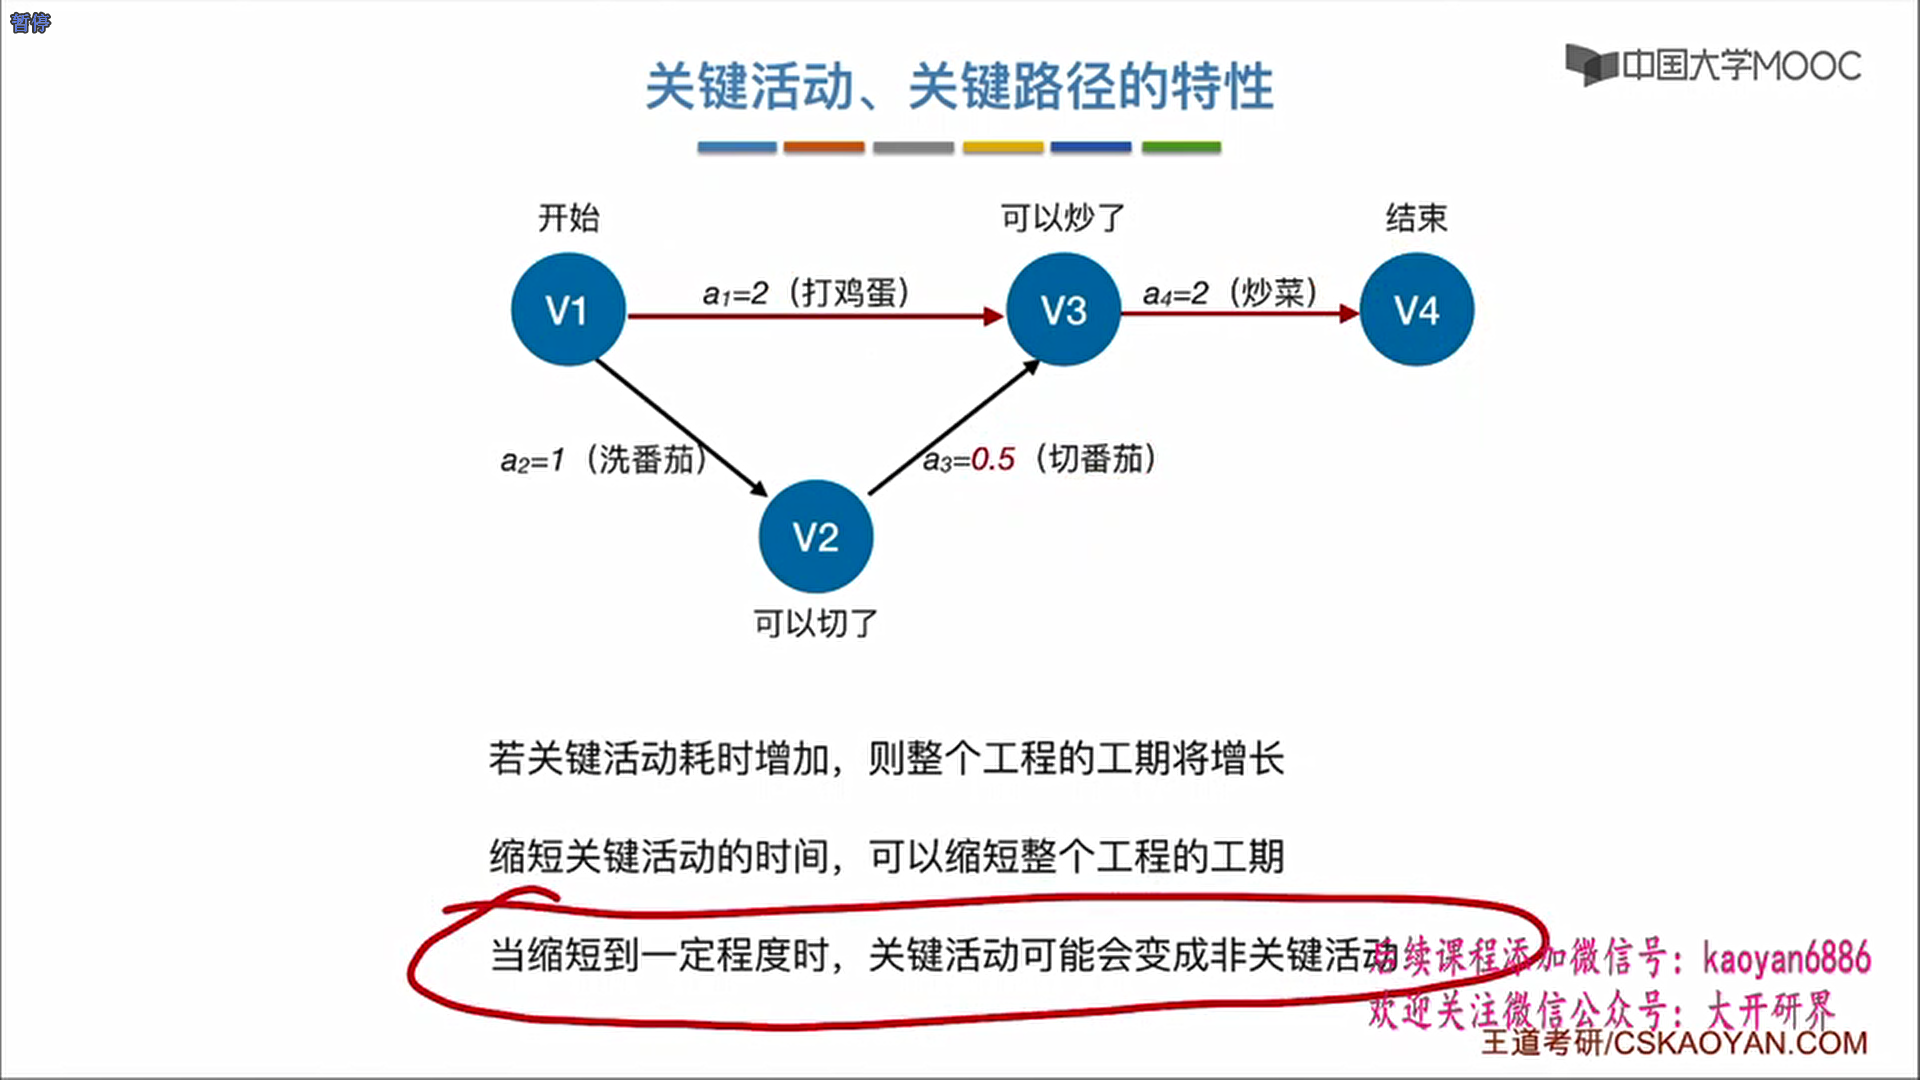 暂停
中国大学MOOC
关键活动、关键路径的特性
开始
可以炒了
结束
V1
a1=2（打鸡蛋）
V3
a4=2（炒菜）
V4
a2=1（洗番茄）
a3=0.5（切番茄）
V2
可以切了
若关键活动耗时增加，则整个工程的工期将增长
缩短关键活动的时间，可以缩短整个工程的工期
当缩短到一定程度时，关键活动可能会变成非关键活动
后续课程添加微信号：kaoyan6886
欢迎关注微信公众号：大开研界
王道考研/CSKAOYAN.COM